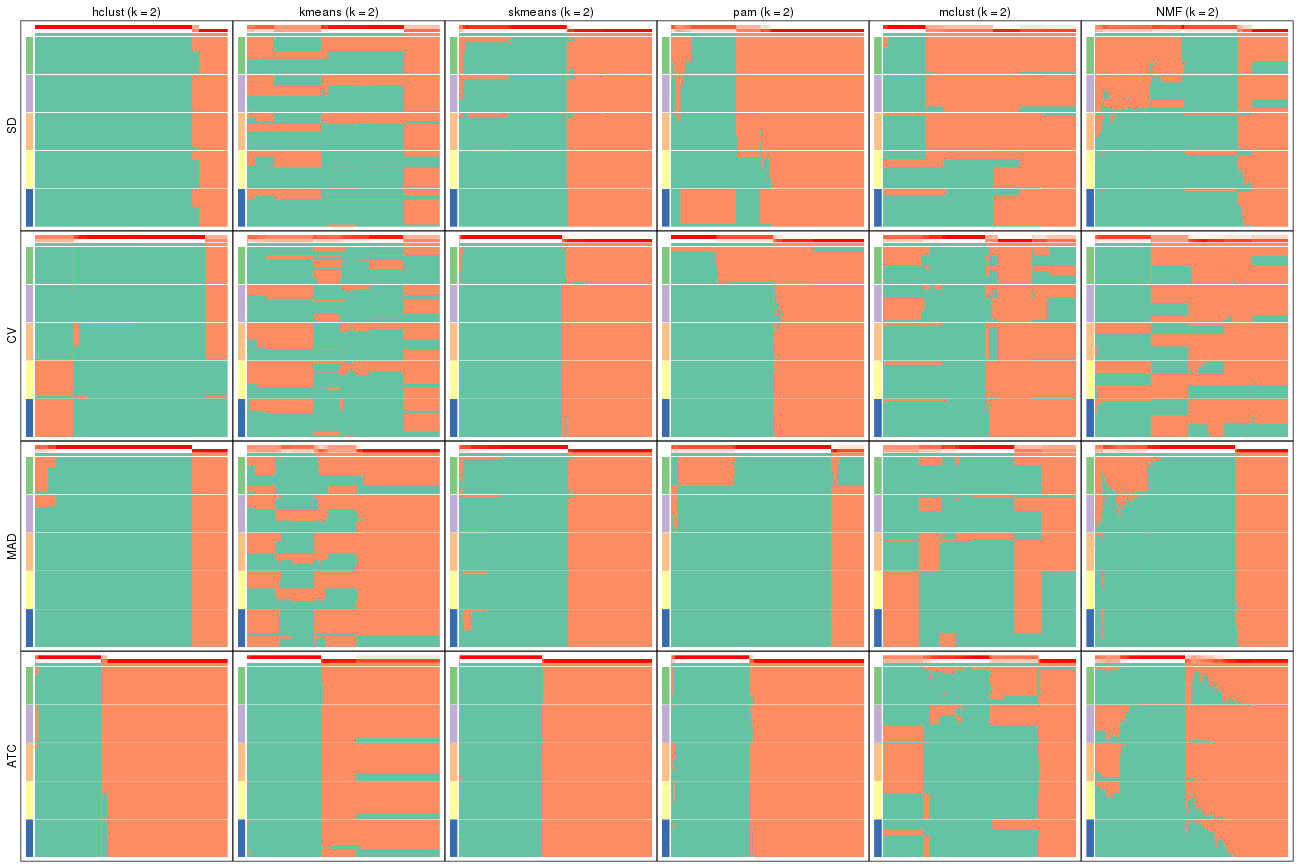 hclust (k = 2)
kmeans (k = 2)
skmeans (k = 2)
pam (k = 2)
mclust (k = 2)
NMF (k = 2)
SD
CV
MAD
ATC